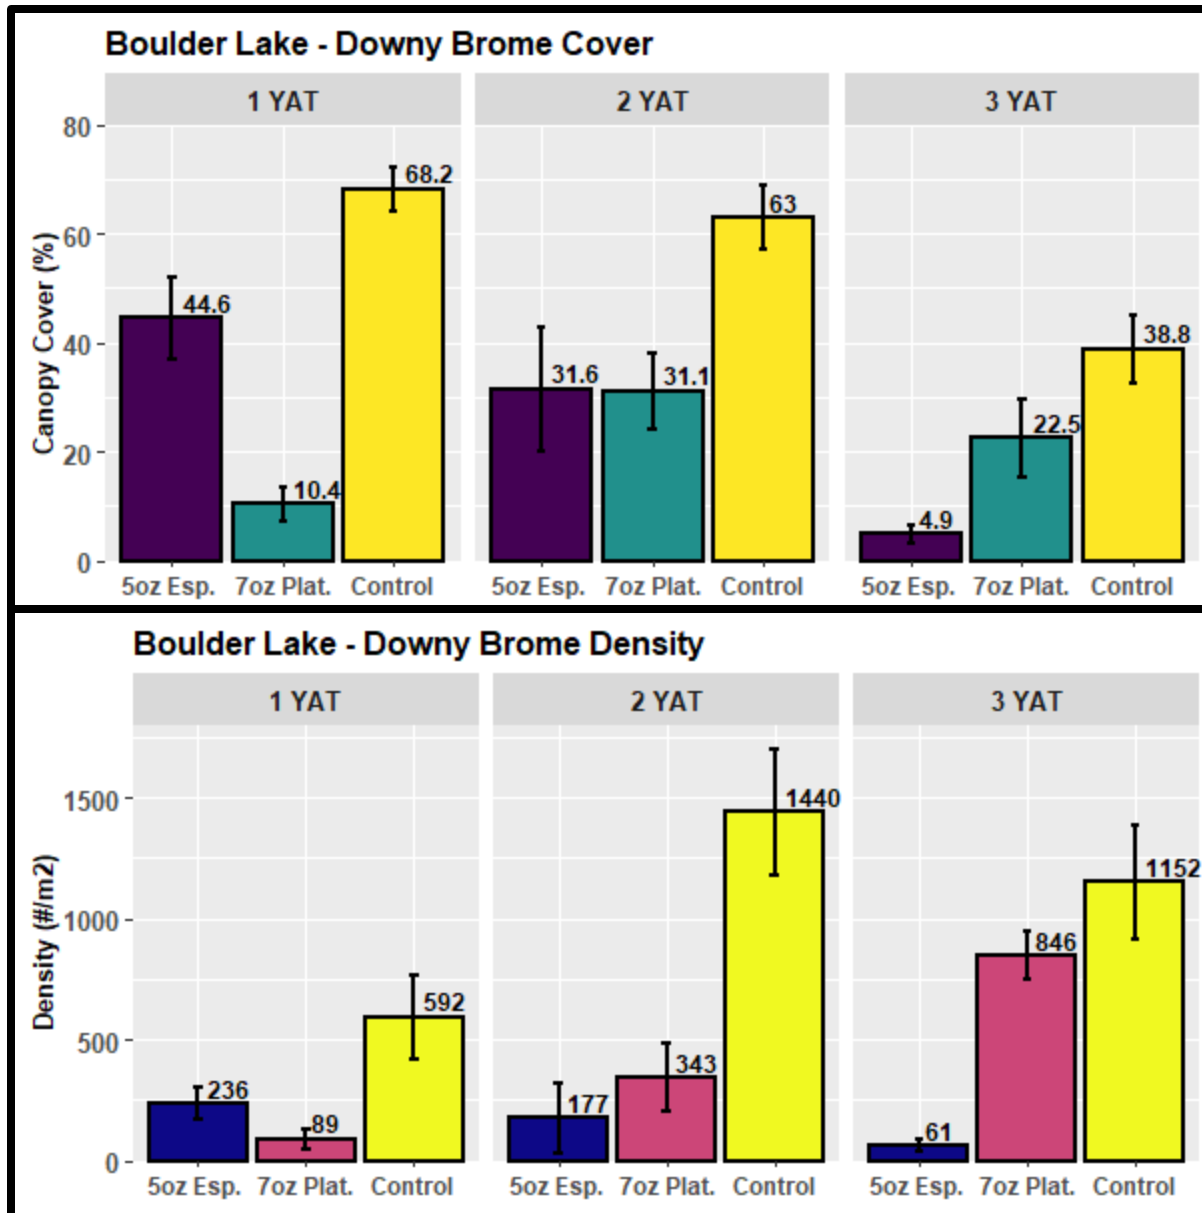 Boulder Lake - Downy Brome Cover
1 YAT 2 YAT 3 YAT
Canopy Cover (%)
80
60
40
20
0
44.6 10.4 68.2
31.6 31.1 63
4.9 22.5 38.8
5oz Esp. 7oz Plat. Control 5oz Esp. 7oz Plat. Control 5oz Esp. 7oz Plat. Control
Boulder Lake - Downy Brome Density
1 YAT 2 YAT 3 YAT
Density (#/m2)
1500
1000
500
0
236 89 592
177 343 1440
61 846 1152
5oz Esp. 7oz Plat. Control 5oz Esp. 7oz Plat. Control 5oz Esp. 7oz Plat. Control